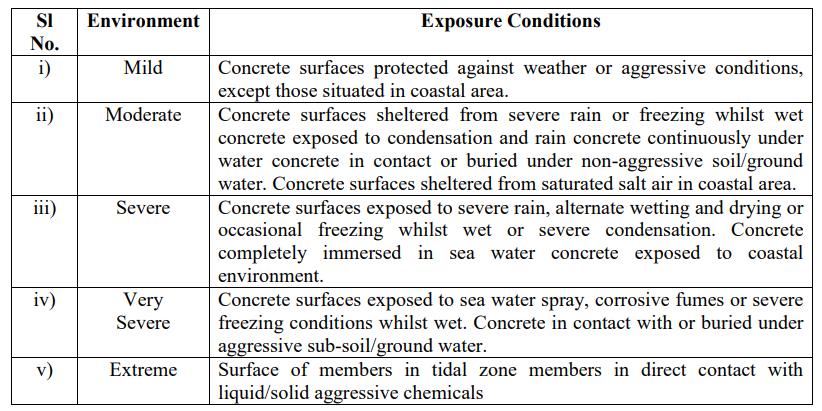 Sl No. Environment Exposure Conditions
i) Mild Concrete surfaces protected against weather or aggressive conditions,
except those situated in coastal area.
ii) Moderate Concrete surfaces sheltered from severe rain or freezing whilst wet
concrete exposed to condensation and rain concrete continuously under
water concrete in contact or buried under non-aggressive soil/ground
water. Concrete surfaces sheltered from saturated salt air in coastal area.
iii) Severe Concrete surfaces exposed to severe rain, alternate wetting and drying or
occasional freezing whilst wet or severe condensation. Concrete
completely immersed in sea water concrete exposed to coastal
environment.
iv) Very Severe Concrete surfaces exposed to sea water spray, corrosive fumes or severe
freezing conditions whilst wet. Concrete in contact with or buried under
aggressive sub-soil/ground water.
v) Extreme Surface of members in tidal zone members in direct contact with
liquid/solid aggressive chemicals